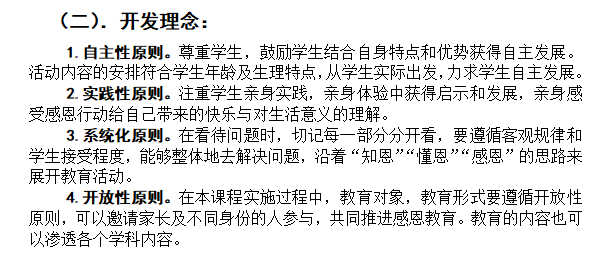 （二）．开发理念：
1. 自主性原则。尊重学生，鼓励学生结合自身特点和优势获得自主发展。
活动内容的安排符合学生年龄及生理特点，从学生实际出发，力求学生自主发展。
2. 实践性原则。注重学生亲身实践，亲身体验中获得启示和发展，亲身感
受感恩行动给自己带来的快乐与对生活意义的理解。
3. 系统化原则。在看待问题时，切记每一部分分开看，要遵循客观规律和
学生接受程度，能够整体地去解决问题，沿着“知恩”“懂恩”“感恩”的思路来
展开教育活动。
4. 开放性原则。在本课程实施过程中，教育对象，教育形式要遵循开放性
原则，可以邀请家长及不同身份的人参与，共同推进感恩教育。教育的内容也可
以渗透各个学科内容。